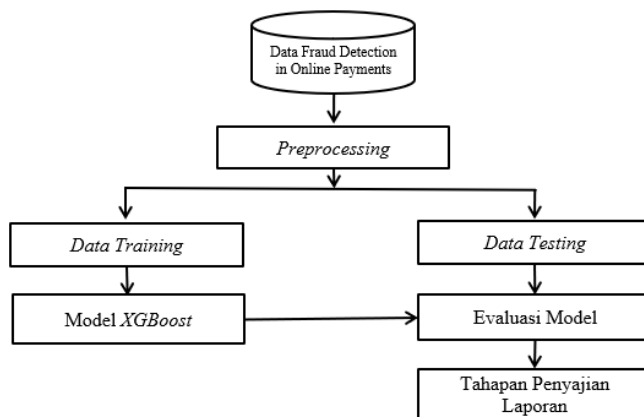 Data Fraud Detection
in Online Payments
Preprocessing
Data Training
Data Testing
Model XGBoost
Evaluasi Model
Tahapan Penyajian
Laporan